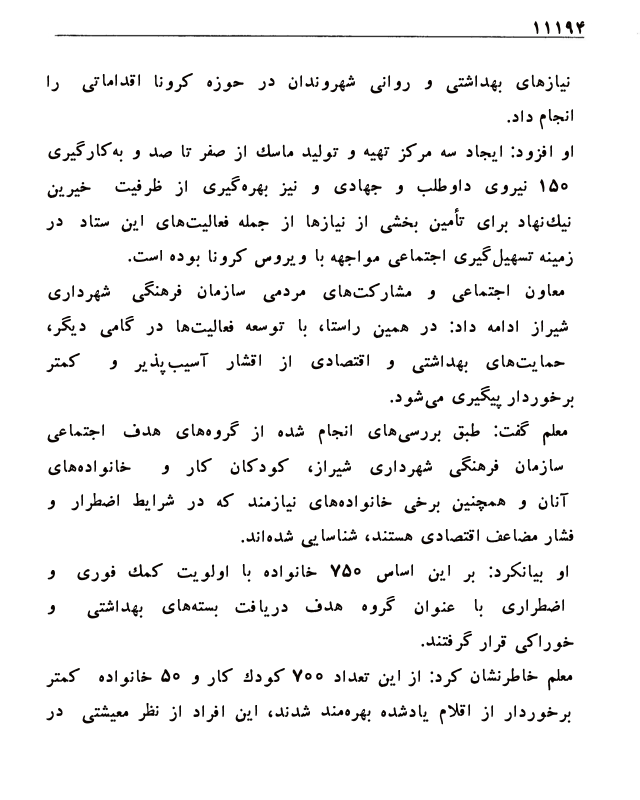 ۱۱۱۹۴
نیازهای بهداشتی و روانی شهروندان در حوزه کرونا اقداماتی را
انجام داد.
او افزود: ایجاد سه مرکز تهیه و تولید ماسك از صفر تا صد و به‌کارگیری
۱۵۰ نیروی داوطلب و جهادی و نیز بهره‌گیری از ظرفیت خیرین
نیك‌نهاد برای تأمین بخشی از نیازها از جمله فعالیت‌های این ستاد در
زمینه تسهیل‌گیری اجتماعی مواجهه با ویروس کرونا بوده است.
معاون اجتماعی و مشارکت‌های مردمی سازمان فرهنگی شهرداری
شیراز ادامه داد: در همین راستا، با توسعه فعالیت‌ها در گامی دیگر،
حمایت‌های بهداشتی و اقتصادی از اقشار آسیب‌پذیر و کمتر
برخوردار پیگیری می‌شود.
معلم گفت: طبق بررسی‌های انجام شده از گروه‌های هدف اجتماعی
سازمان فرهنگی شهرداری شیراز، کودکان کار و خانواده‌های
آنان و همچنین برخی خانواده‌های نیازمند که در شرایط اضطرار و
فشار مضاعف اقتصادی هستند، شناسایی شده‌اند.
او بیانکرد: بر این اساس ۷۵۰ خانواده با اولویت کمك فوری و
اضطراری با عنوان گروه هدف دریافت بسته‌های بهداشتی و
خوراکی قرار گرفتند.
معلم خاطرنشان کرد: از این تعداد ۷۰۰ کودك کار و ۵۰ خانواده کمتر
برخوردار از اقلام یادشده بهره‌مند شدند، این افراد از نظر معیشتی در